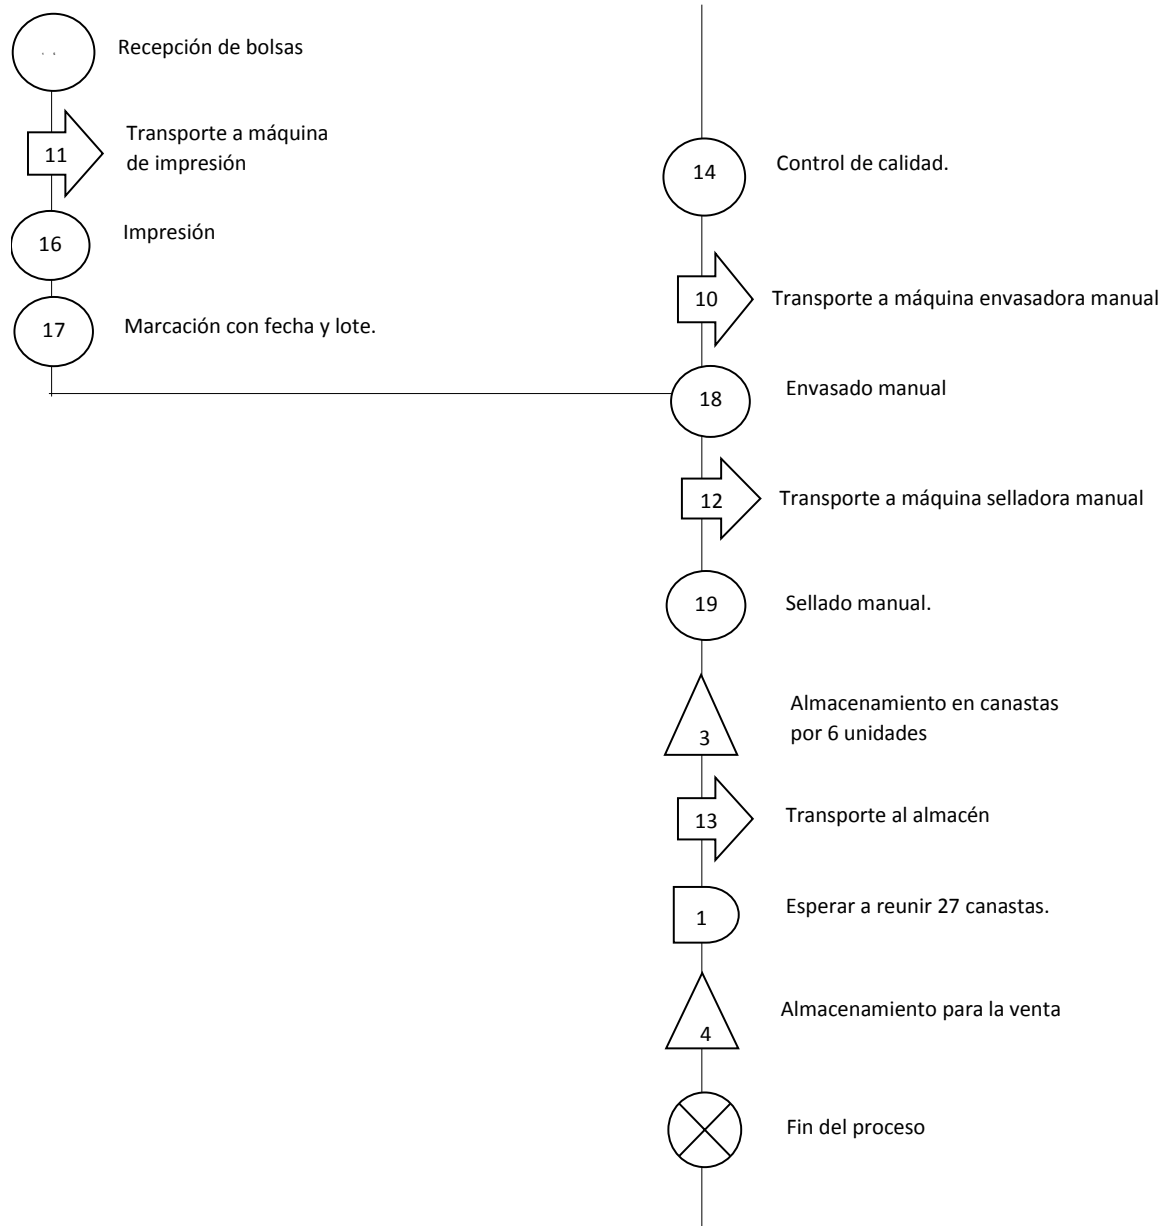 Recepción de bolsas
11
Transporte a máquina
de impresión
16
Impresión
17
Marcación con fecha y lote.
14
Control de calidad.
10
Transporte a máquina envasadora manual
18
Envasado manual
12
Transporte a máquina selladora manual
19
Sellado manual.
3
Almacenamiento en canastas
por 6 unidades
13
Transporte al almacén
1
Esperar a reunir 27 canastas.
4
Almacenamiento para la venta
Fin del proceso